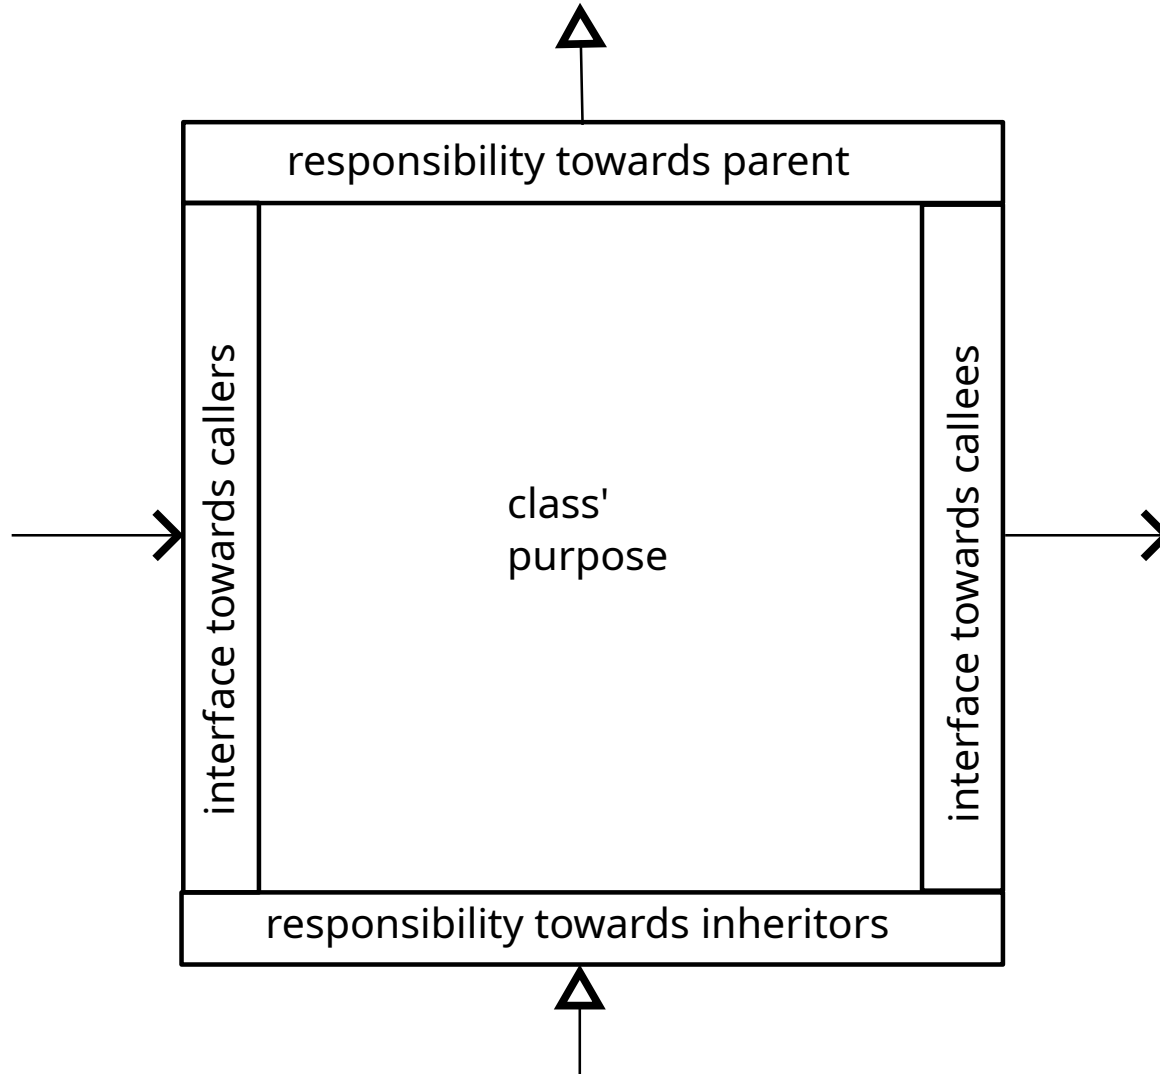 responsibility towards parent
interface towards callers
class'
purpose
interface towards callees
responsibility towards inheritors